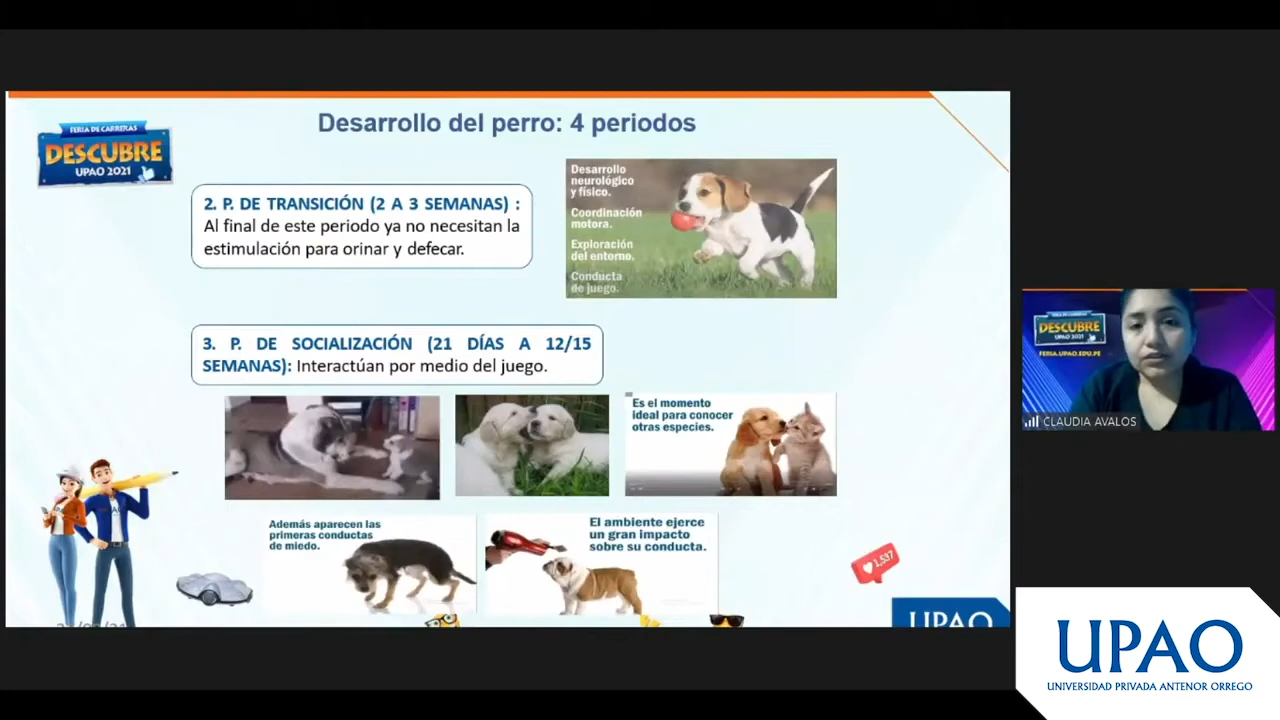 Desarrollo del perro: 4 periodos
FERIA DE CARRERAS
DESCUBRE
UPAO 2021
2. P. DE TRANSICIÓN (2 A 3 SEMANAS) :
Al final de este periodo ya no necesitan la
estimulación para orinar y defecar.
Desarrollo
neurológico
y físico.
Coordinación
motora.
Exploración
del entorno.
Conducta
de juego.
3. P. DE SOCIALIZACIÓN (21 DÍAS A 12/15
SEMANAS): Interactúan por medio del juego.
Es el momento
ideal para conocer
otras especies.
Además aparecen las
primeras conductas
de miedo.
El ambiente ejerce
un gran impacto
sobre su conducta.
1,537
UPAO
FERIA DE CARRERAS
DESCUBRE
UPAO 2021
FERIA.UPAO.EDU.PE
CLAUDIA AVALOS
UPAO
UNIVERSIDAD PRIVADA ANTENOR ORREGO